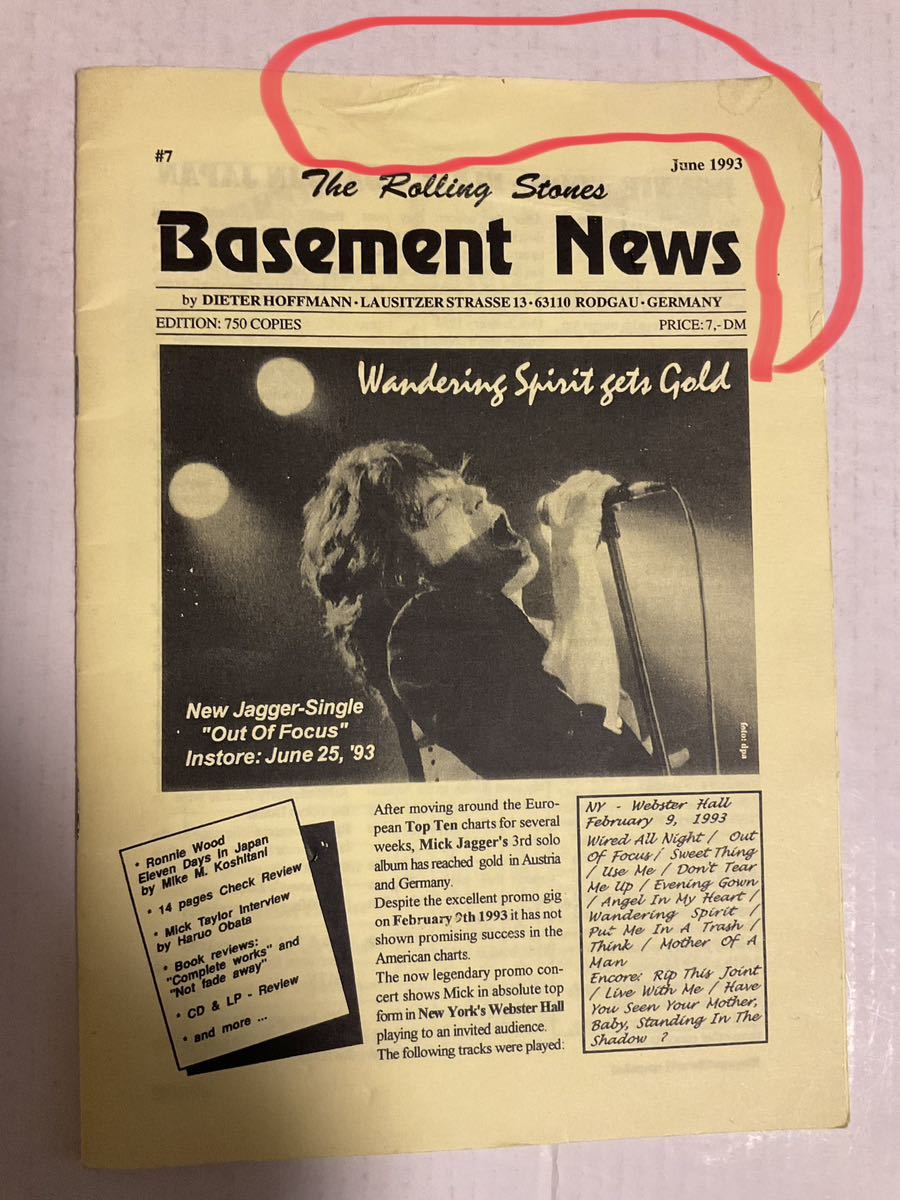 #7
June 1993
The Rolling Stones
Basement News
by DIETER HOFFMANN · LAUSITZER STRASSE 13 · 63110 RODGAU · GERMANY
EDITION: 750 COPIES
PRICE: 7,- DM
Wandering Spirit gets Gold
New Jagger-Single
"Out Of Focus"
Instore: June 25, '93
foto: dpa
• Ronnie Wood
Eleven Days in Japan
by Mike M. Koshitani
• 14 pages Check Review
• Mick Taylor Interview
by Haruo Obata
• Book reviews:
"Complete works" and
"Not fade away"
• CD & LP - Review
• and more ...
After moving around the Euro-
pean Top Ten charts for several
weeks, Mick Jagger's 3rd solo
album has reached gold in Austria
and Germany.
Despite the excellent promo gig
on February 9th 1993 it has not
shown promising success in the
American charts.
The now legendary promo con-
cert shows Mick in absolute top
form in New York's Webster Hall
playing to an invited audience.
The following tracks were played:
NY - Webster Hall
February 9, 1993
Wired All Night / Out
Of Focus / Sweet Thing
/ Use Me / Don't Tear
Me Up / Evening Gown
/ Angel In My Heart /
Wandering Spirit /
Put Me In A Trash /
Think / Mother Of A
Man
Encore: Rip This Joint
/ Live With Me / Have
You Seen Your Mother,
Baby, Standing In The
Shadow ?